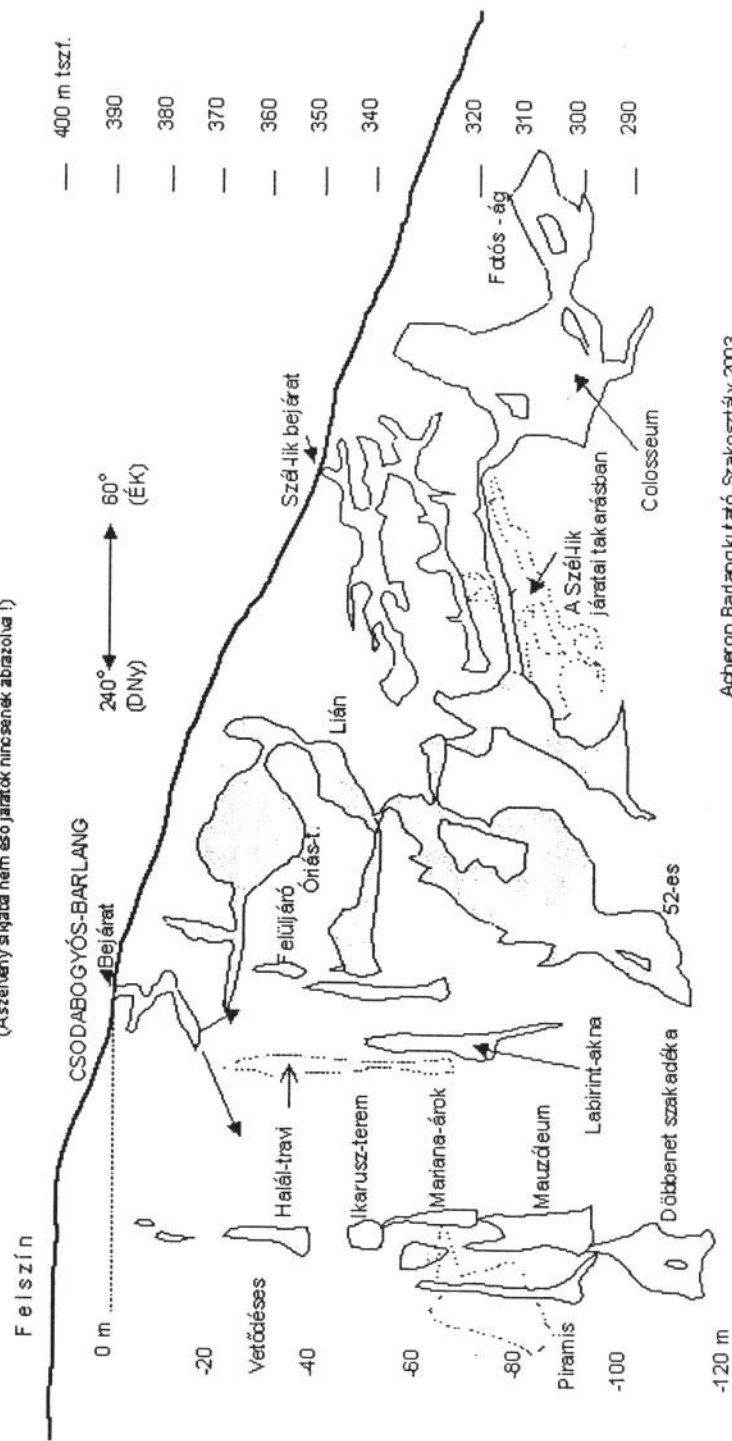 (A szelvény síkjába nem eső járatok nincsenek ábrázolva !)
CSODABOGYÓS-BARLANG
Bejárat
Felszín
240° 60°
(DNy) (ÉK)
Szél-lik bejárat
400 m tszf.
390
380
370
360
350
340
320
310
300
290
0 m
-20
-40
-60
-80
-100
-120 m
Vetődéses
Halál-travi
Felüljáró
Óriás-t.
Lián
Ikarusz-terem
Mariana-árok
Mauzóleum
Labirint-akna
Piramis
Döbbenet szakadéka
52-es
Fotós - ág
A Szél-lik
járatai takarásban
Colosseum
Acheron Barlangkutató Szakosztály 2003